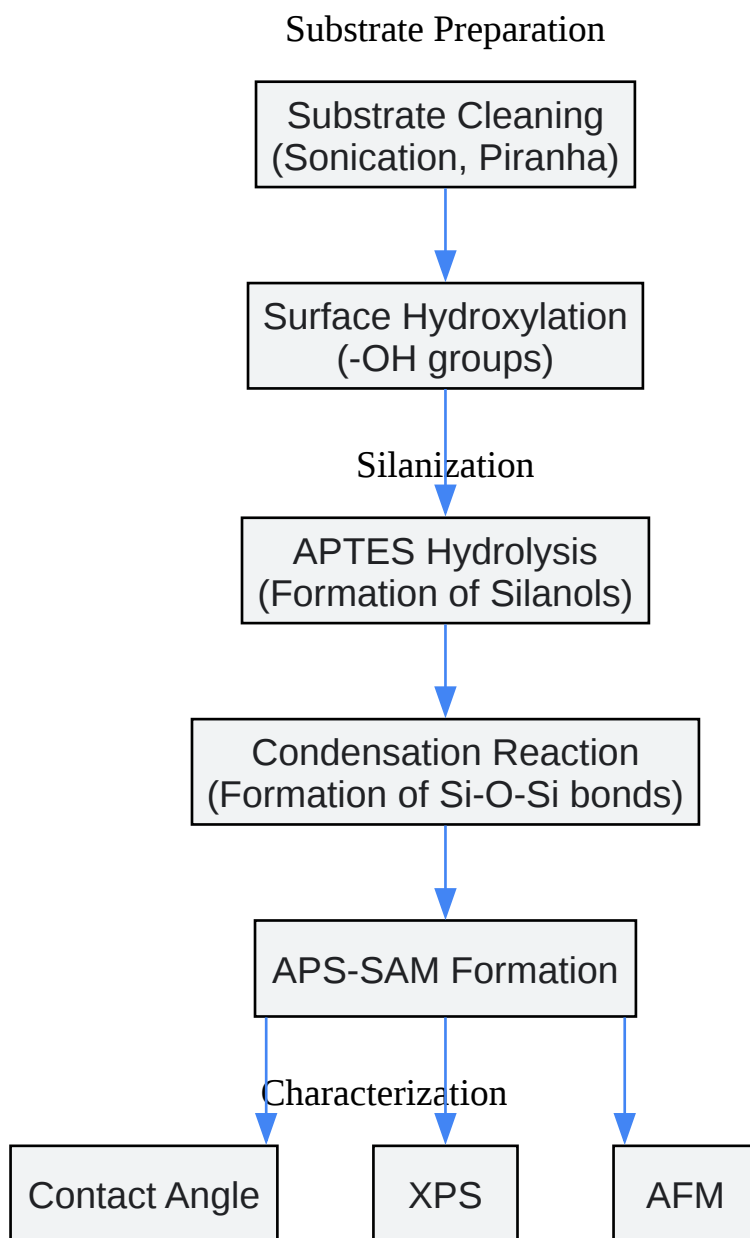 Substrate Preparation
Substrate Cleaning
(Sonication, Piranha)
Surface Hydroxylation
(-OH groups)
Silanization
APTES Hydrolysis
(Formation of Silanols)
Condensation Reaction
(Formation of Si-O-Si bonds)
APS-SAM Formation
Characterization
Contact Angle
XPS
AFM